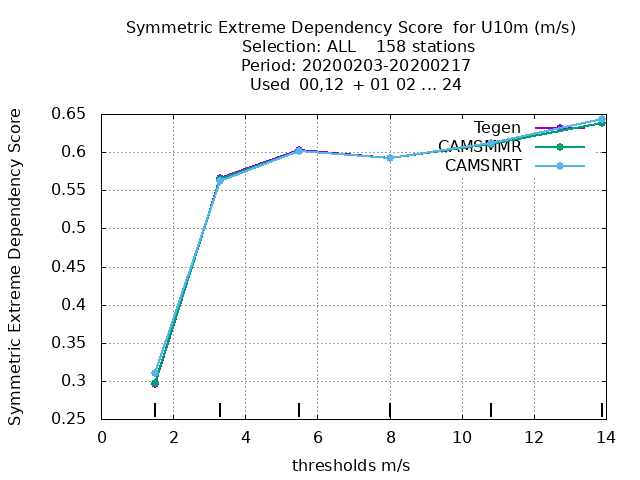 Symmetric Extreme Dependency Score  for U10m (m/s)
Selection: ALL    158 stations
Period: 20200203-20200217
Used  00,12  + 01 02 ... 24
Symmetric Extreme Dependency Score
0.65
0.6
0.55
0.5
0.45
0.4
0.35
0.3
0.25
Tegen
CAMSMMR
CAMSNRT
0 2 4 6 8 10 12 14
thresholds m/s